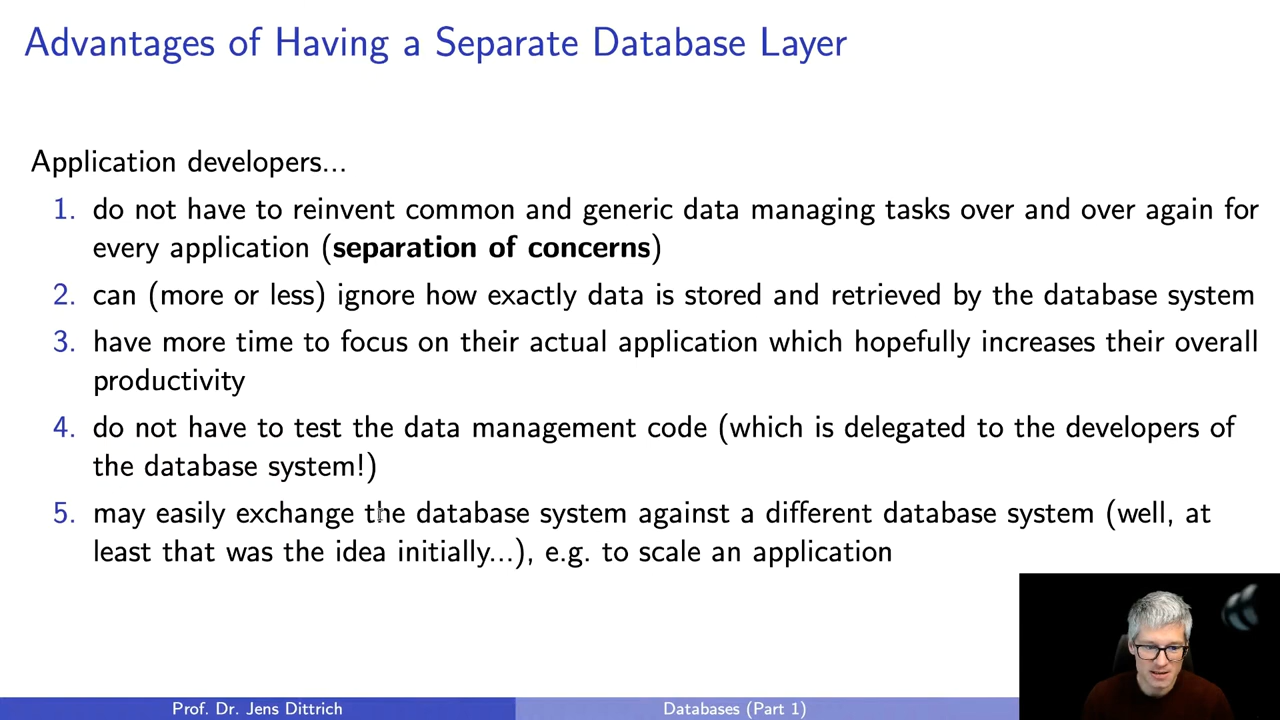 Advantages of Having a Separate Database Layer
Application developers...
1. do not have to reinvent common and generic data managing tasks over and over again for
every application (separation of concerns)
2. can (more or less) ignore how exactly data is stored and retrieved by the database system
3. have more time to focus on their actual application which hopefully increases their overall
productivity
4. do not have to test the data management code (which is delegated to the developers of
the database system!)
5. may easily exchange the database system against a different database system (well, at
least that was the idea initially...), e.g. to scale an application
Prof. Dr. Jens Dittrich
Databases (Part 1)